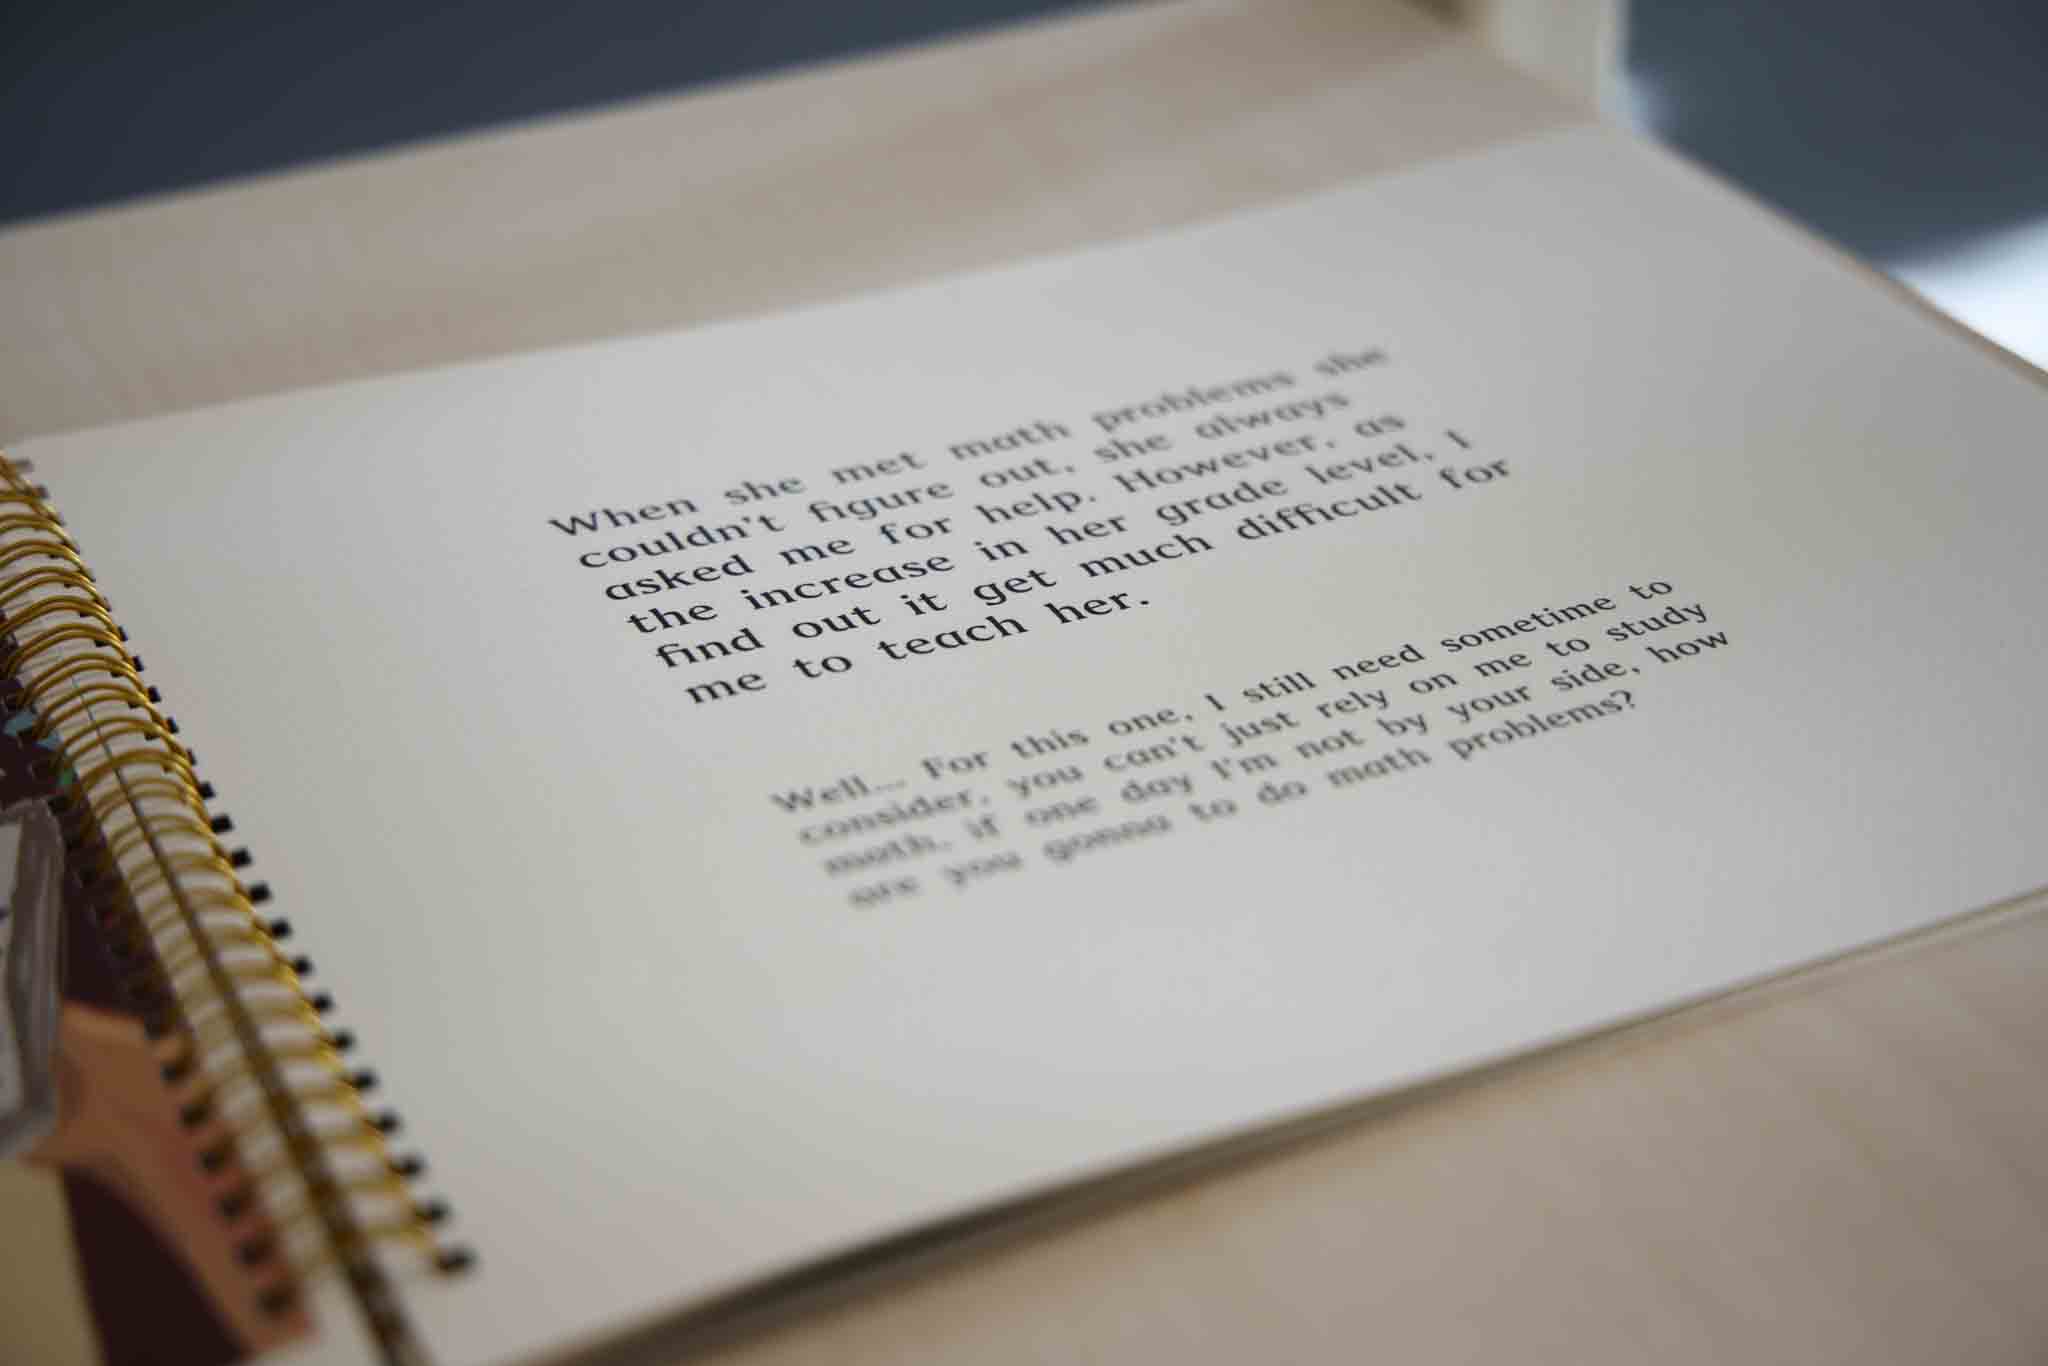 When she met math problems she
couldn't figure out, she always
asked me for help. However, as
the increase in her grade level, I
find out it get much difficult for
me to teach her.
Well... For this one, I still need sometime to
consider, you can't just rely on me to study
math, if one day I'm not by your side, how
are you gonna to do math problems?